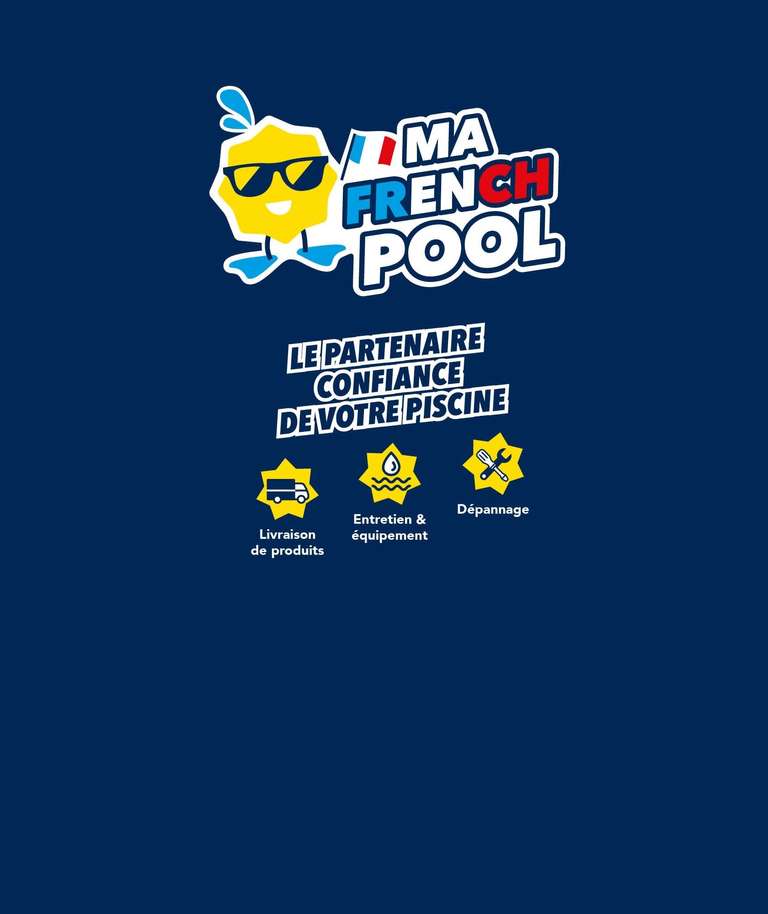 MA
FRENCH
POOL
LE PARTENAIRE
CONFIANCE
DE VOTRE PISCINE
Livraison
de produits
Entretien &
équipement
Dépannage